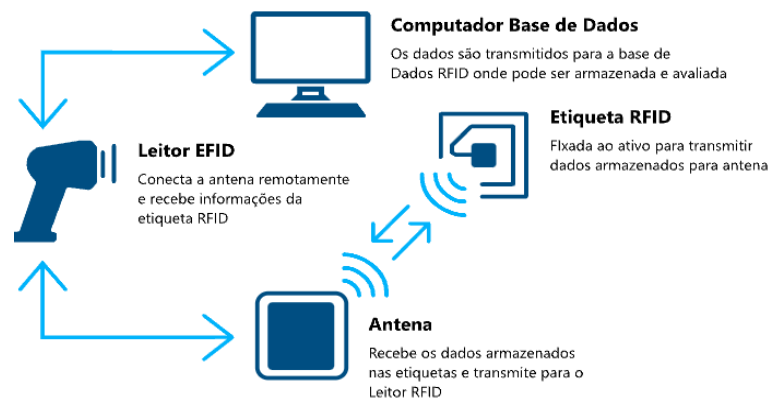 Computador Base de Dados
Os dados são transmitidos para a base de
Dados RFID onde pode ser armazenada e avaliada
Etiqueta RFID
FIxada ao ativo para transmitir
dados armazenados para antena
Leitor EFID
Conecta a antena remotamente
e recebe informações da
etiqueta RFID
Antena
Recebe os dados armazenados
nas etiquetas e transmite para o
Leitor RFID